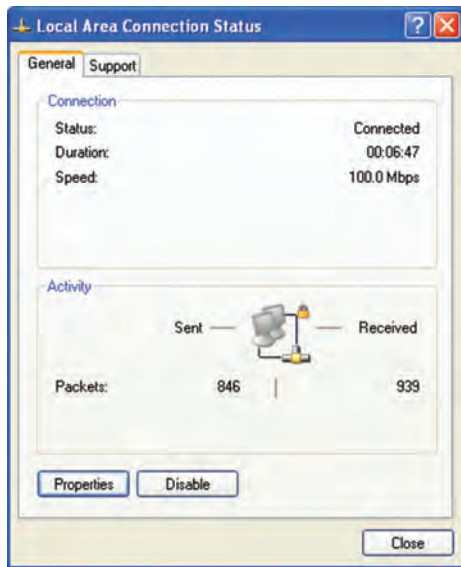 Local Area Connection Status
General Support
Connection
Status: Connected
Duration: 00:06:47
Speed: 100.0 Mbps
Activity
Sent — — Received
Packets: 846 | 939
Properties Disable
Close